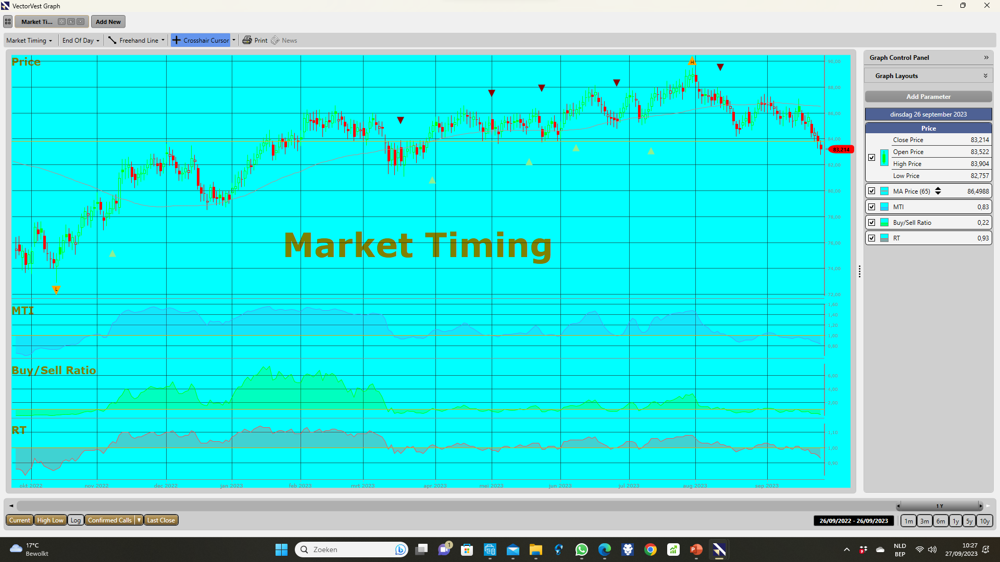 VectorVest Graph
Market Ti...
Add New
Market Timing
End Of Day
Freehand Line
Crosshair Cursor
Print
News
Price
H
L
90,00
88,00
86,00
84,00
83,214
82,00
80,00
78,00
76,00
74,00
72,00
Market Timing
MTI
1,60
1,40
1,20
1,00
0,80
Buy/Sell Ratio
6,00
4,00
2,00
RT
1,10
1,00
0,90
okt 2022 nov 2022 dec 2022 jan 2023 feb 2023 mrt 2023 apr 2023 mei 2023 jun 2023 jul 2023 aug 2023 sep 2023
Graph Control Panel
Graph Layouts
Add Parameter
dinsdag 26 september 2023
Price
Close Price 83,214
Open Price 83,522
High Price 83,904
Low Price 82,757
MA Price (65) 86,4988
MTI 0,83
Buy/Sell Ratio 0,22
RT 0,93
1 Y
Current High Low Log Confirmed Calls Last Close
26/09/2022 - 26/09/2023 1m 3m 6m 1y 5y 10y
17°C
Bewolkt
Zoeken
1
NLD
BEP
10:27
27/09/2023